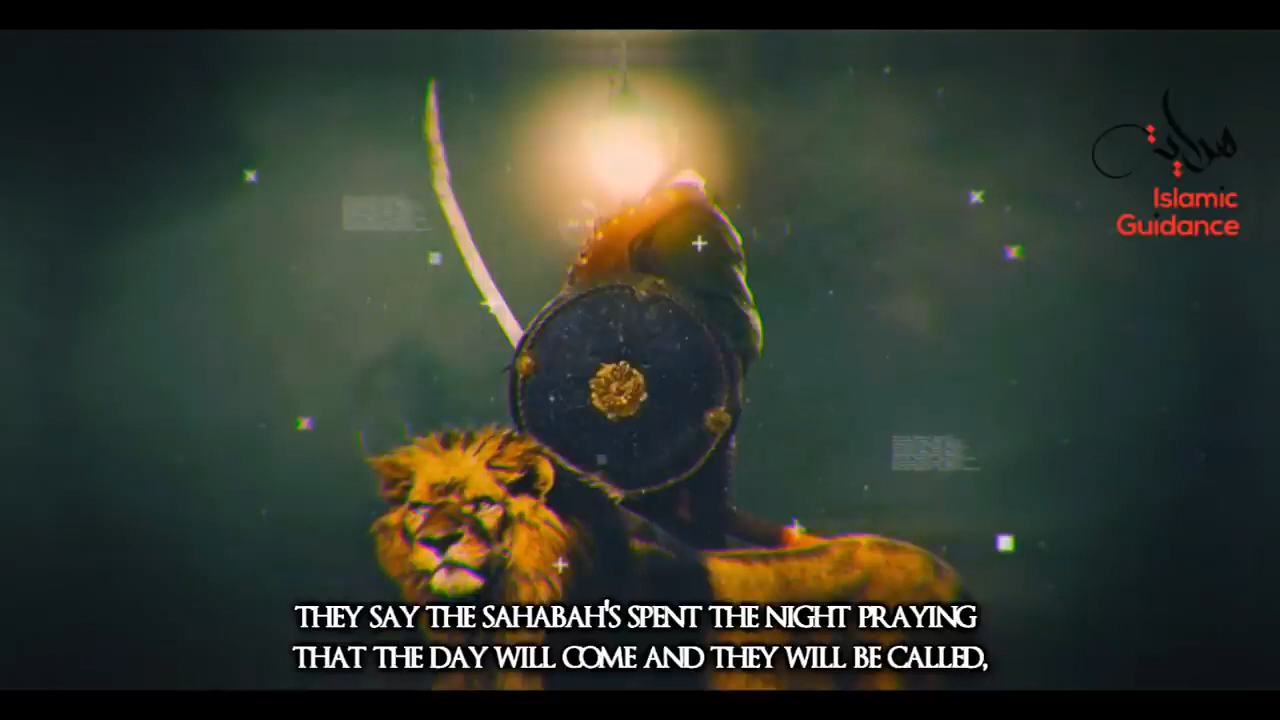 هداية
Islamic
Guidance
THEY SAY THE SAHABAH'S SPENT THE NIGHT PRAYING
THAT THE DAY WILL COME AND THEY WILL BE CALLED,